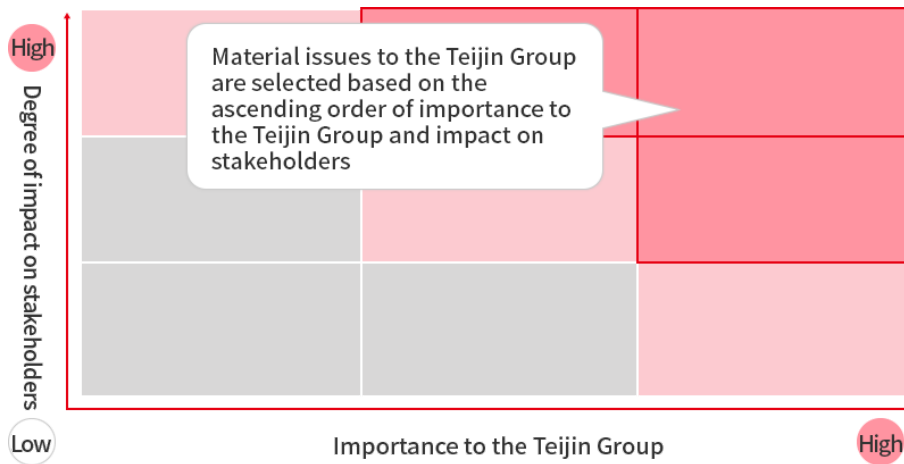 High
Material issues to the Teijin Group
are selected based on the
ascending order of importance to
the Teijin Group and impact on
stakeholders
Degree of impact on stakeholders
Low
Importance to the Teijin Group
High